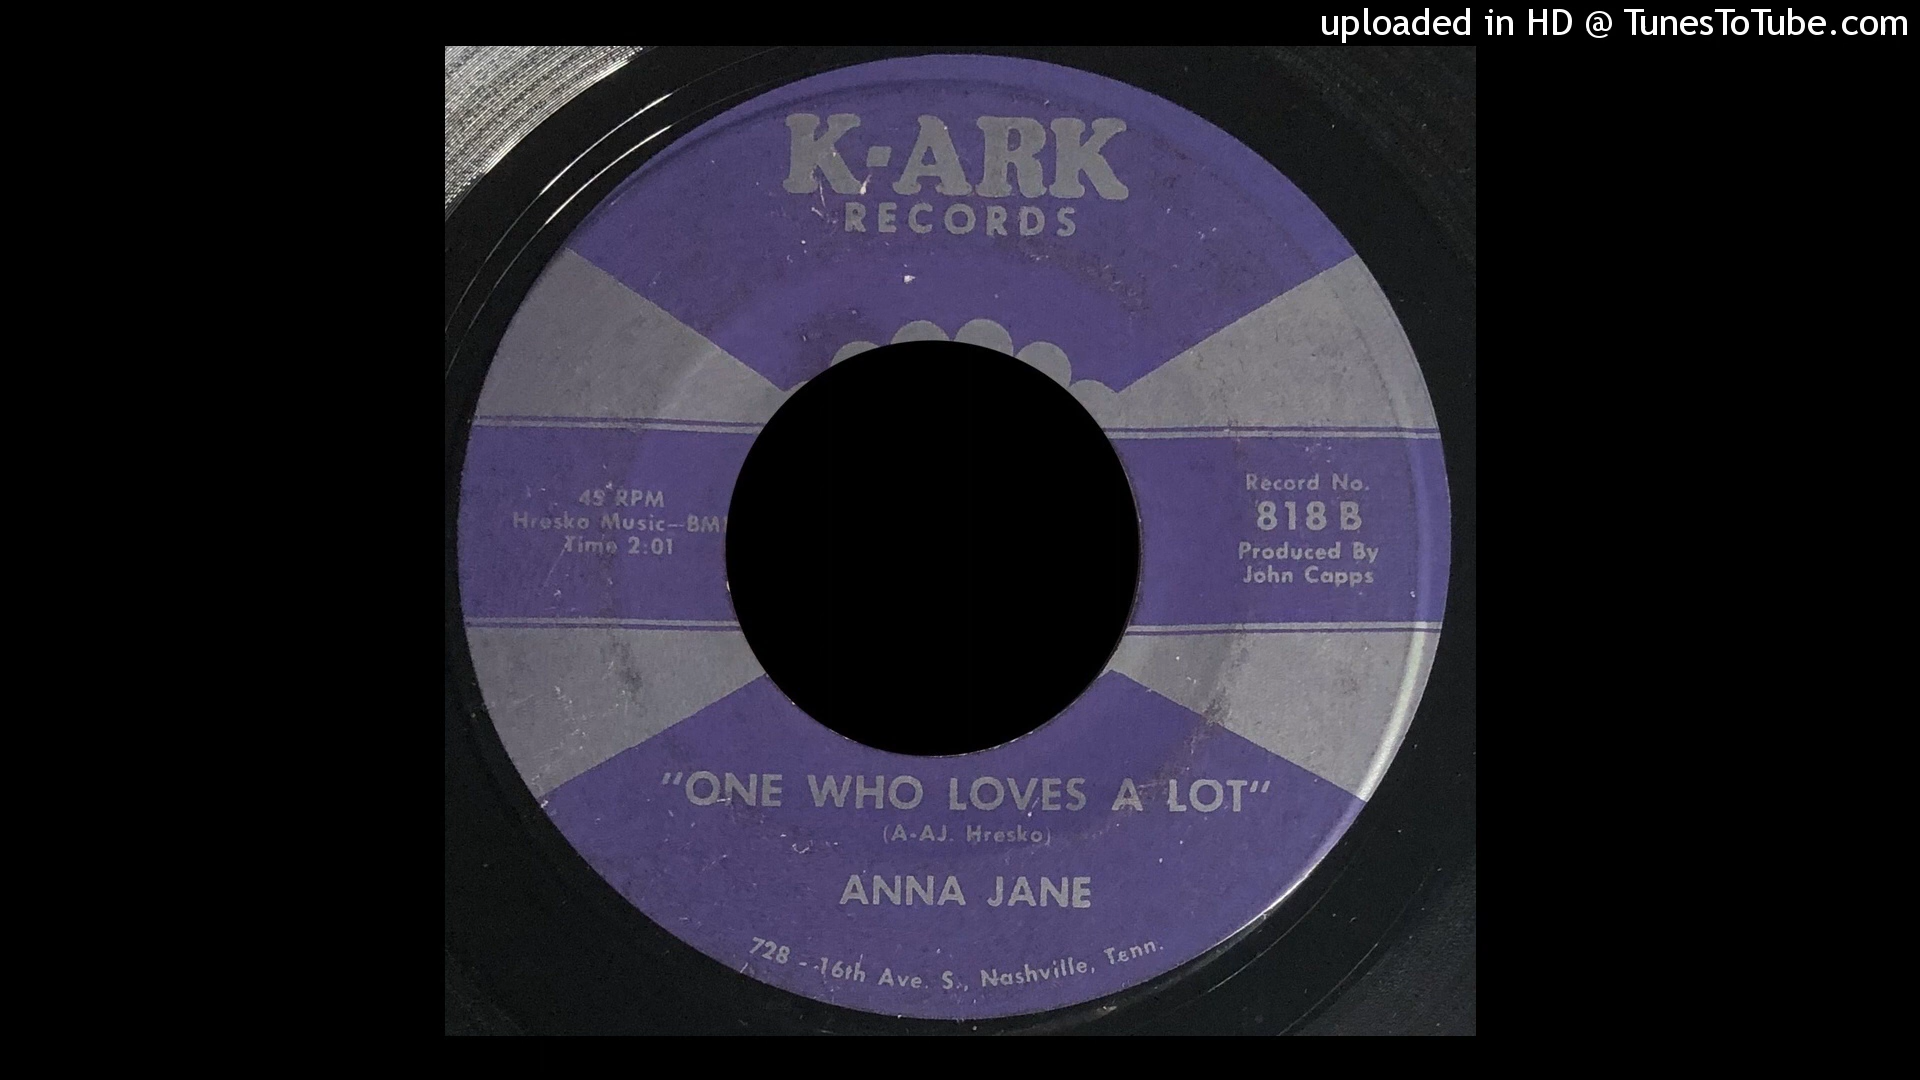 uploaded in HD @ TunesToTube.com
K-ARK
RECORDS
45 RPM
Hresko Music—BMI
Time 2:01
Record No.
818 B
Produced By
John Capps
"ONE WHO LOVES A LOT"
(A-AJ. Hresko)
ANNA JANE
728 - 16th Ave. S., Nashville, Tenn.